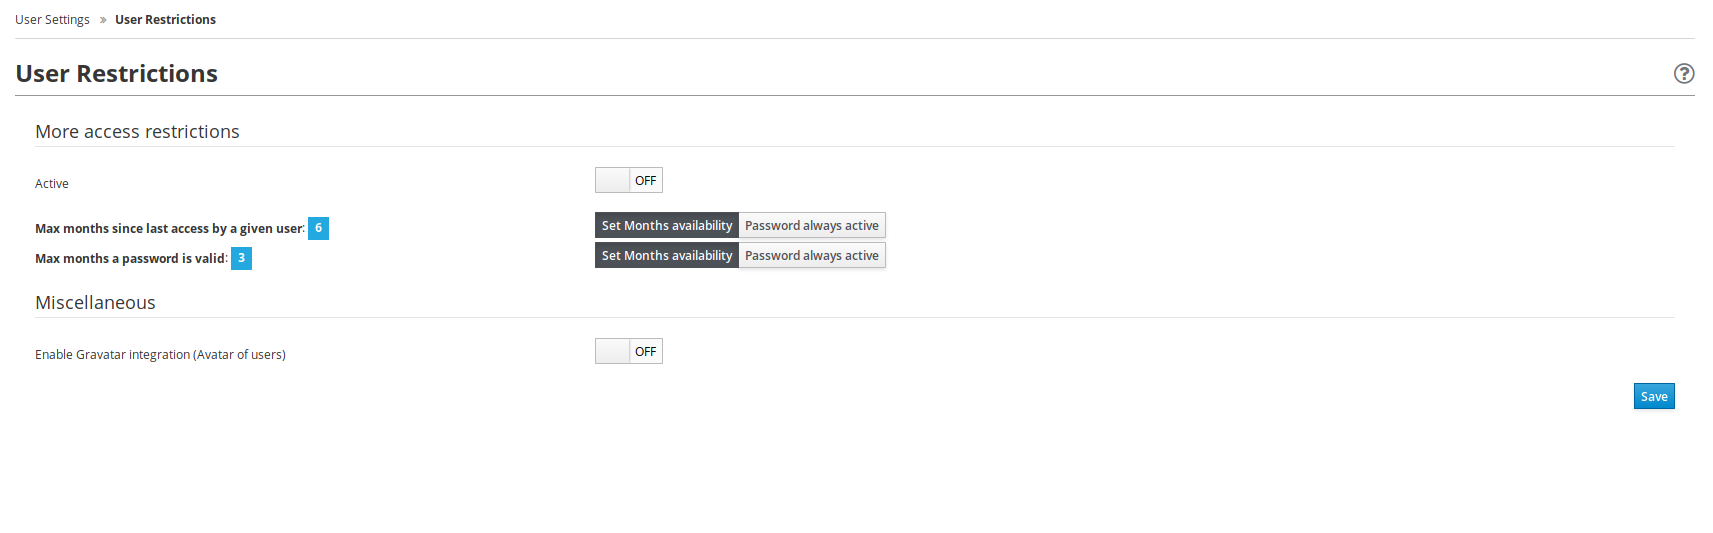 User Settings » User Restrictions
User Restrictions
More access restrictions
Active OFF
Max months since last access by a given user: 6 Set Months availability Password always active
Max months a password is valid: 3 Set Months availability Password always active
Miscellaneous
Enable Gravatar integration (Avatar of users) OFF
Save